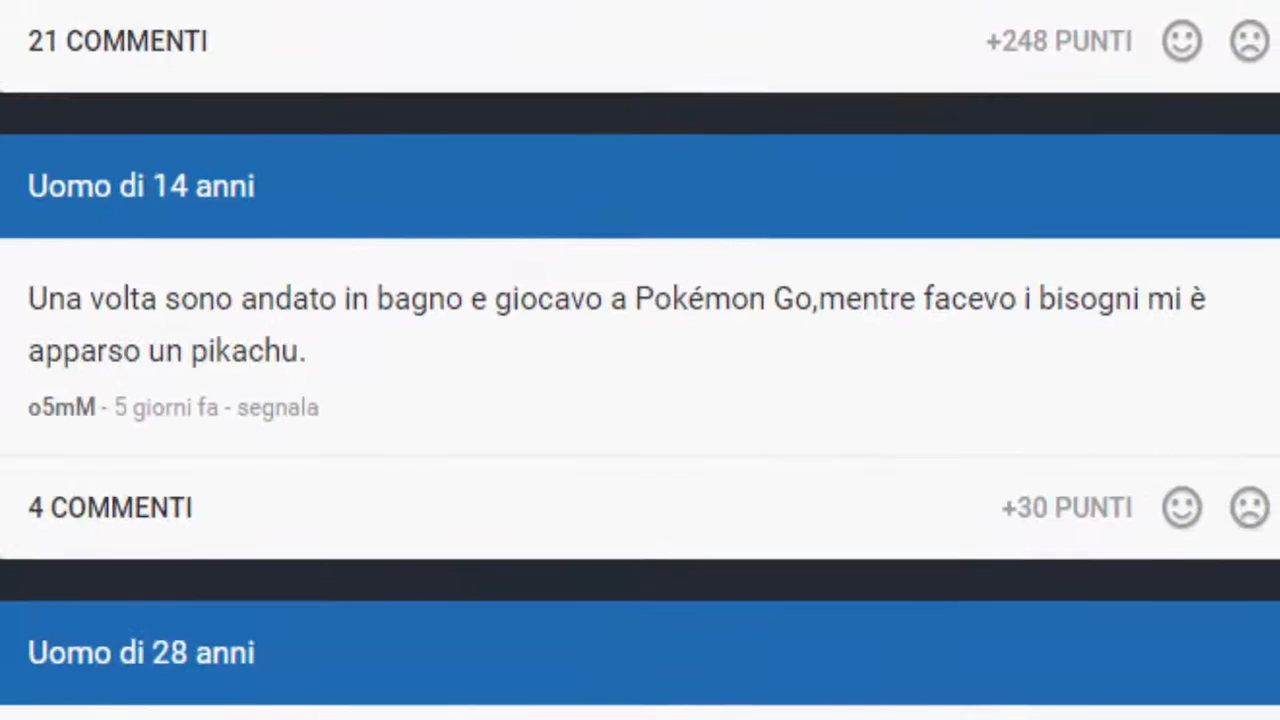 21 COMMENTI +248 PUNTI
Uomo di 14 anni
Una volta sono andato in bagno e giocavo a Pokémon Go,mentre facevo i bisogni mi è
apparso un pikachu.
o5mM - 5 giorni fa - segnala
4 COMMENTI +30 PUNTI
Uomo di 28 anni